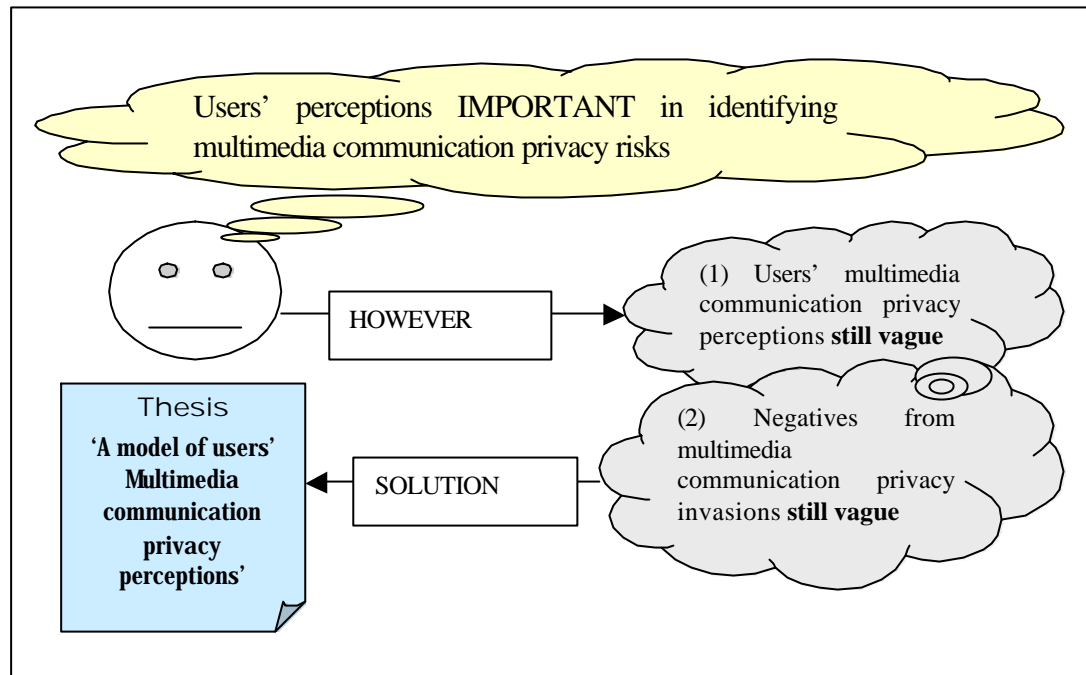 Users' perceptions IMPORTANT in identifying
multimedia communication privacy risks
HOWEVER
(1) Users' multimedia
communication privacy
perceptions still vague
(2) Negatives from
multimedia
communication privacy
invasions still vague
SOLUTION
Thesis
'A model of users'
Multimedia
communication
privacy
perceptions'